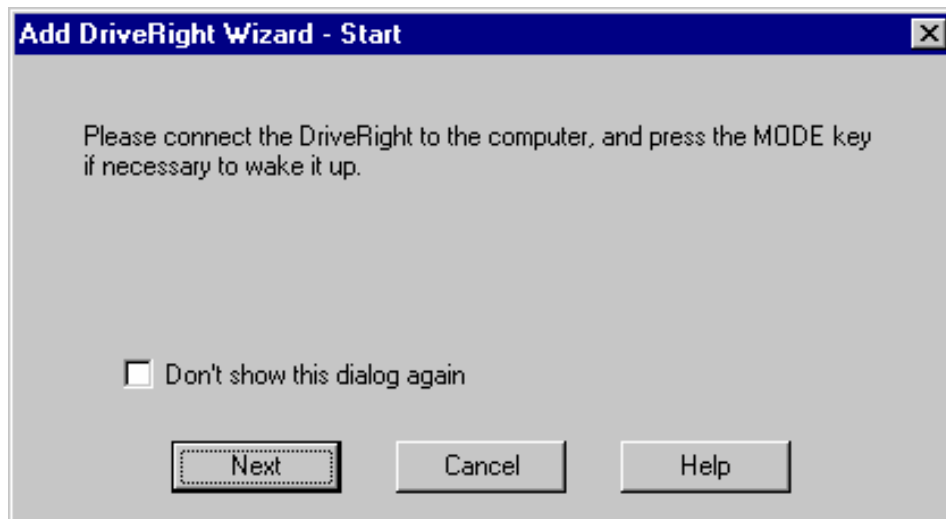 Add DriveRight Wizard - Start
Please connect the DriveRight to the computer, and press the MODE key
if necessary to wake it up.
Don't show this dialog again
Next Cancel Help